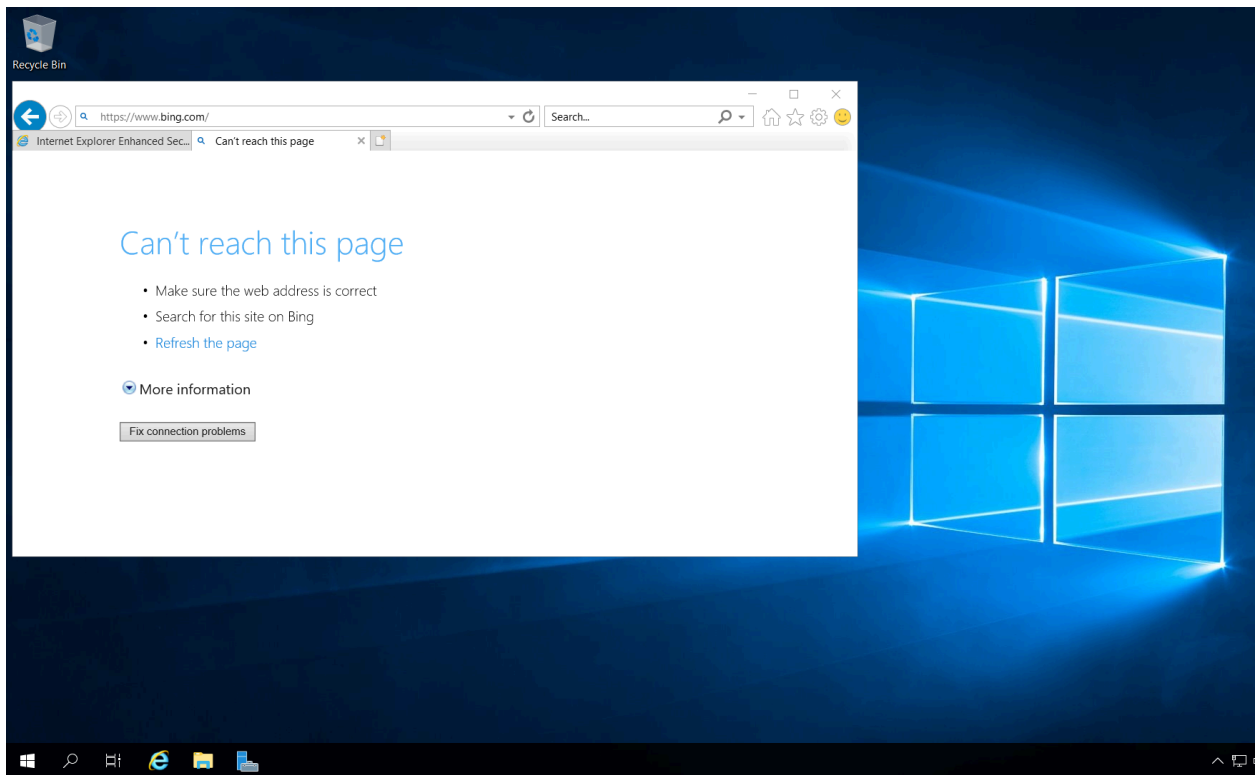 Recycle Bin
https://www.bing.com/
Search...
Internet Explorer Enhanced Sec...
Can't reach this page
Can't reach this page
• Make sure the web address is correct
• Search for this site on Bing
• Refresh the page
More information
Fix connection problems